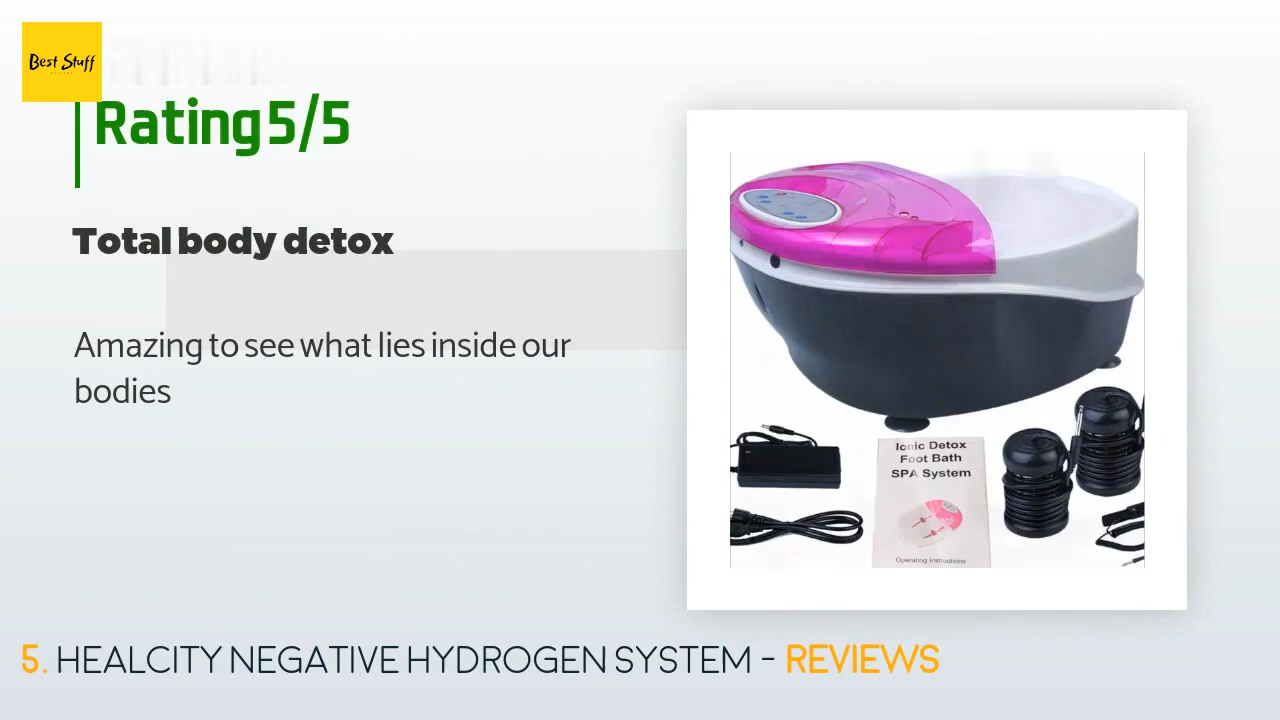 Best Stuff
Rating 5/5
Total body detox
Amazing to see what lies inside our
bodies
Ionic Detox
Foot Bath
SPA System
Operating Instructions
5. HEALCITY NEGATIVE HYDROGEN SYSTEM - REVIEWS